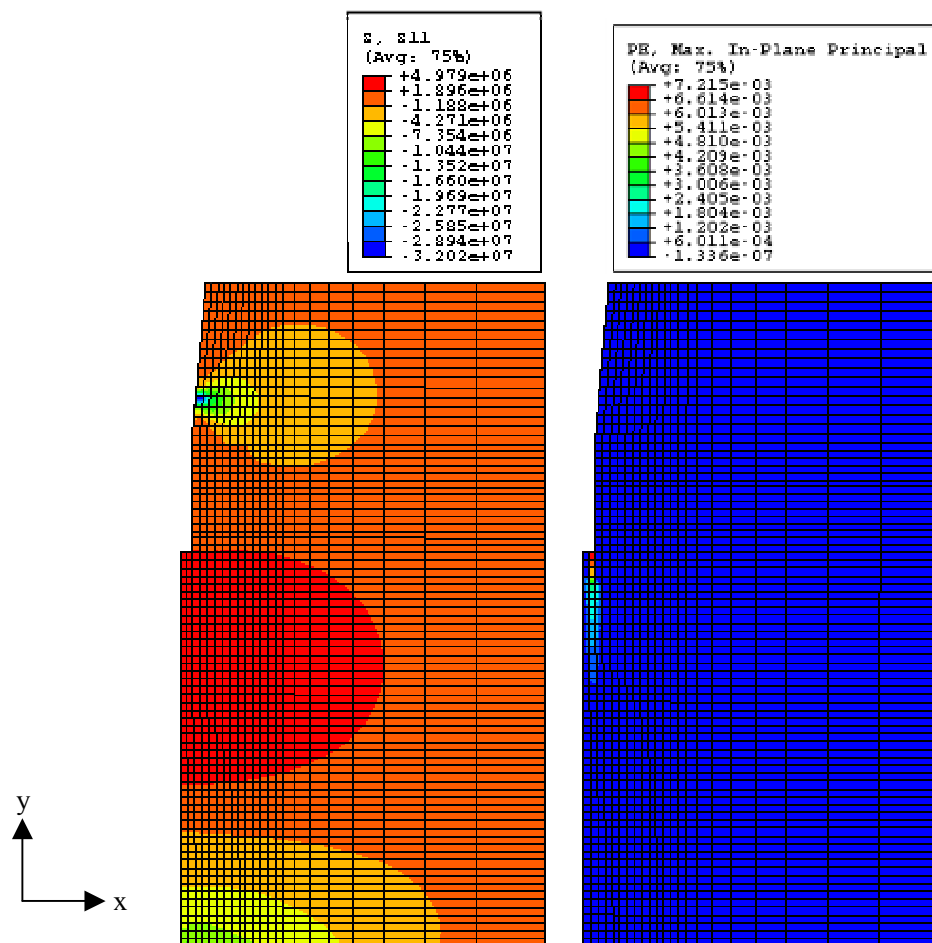 S, S11
(Avg: 75%)
+4.979e+06
+1.896e+06
-1.188e+06
-4.271e+06
-7.354e+06
-1.044e+07
-1.352e+07
-1.660e+07
-1.969e+07
-2.277e+07
-2.585e+07
-2.894e+07
-3.202e+07
PE, Max. In-Plane Principal
(Avg: 75%)
+7.215e-03
+6.614e-03
+6.013e-03
+5.411e-03
+4.810e-03
+4.209e-03
+3.608e-03
+3.006e-03
+2.405e-03
+1.804e-03
+1.202e-03
+6.011e-04
-1.336e-07
y
x